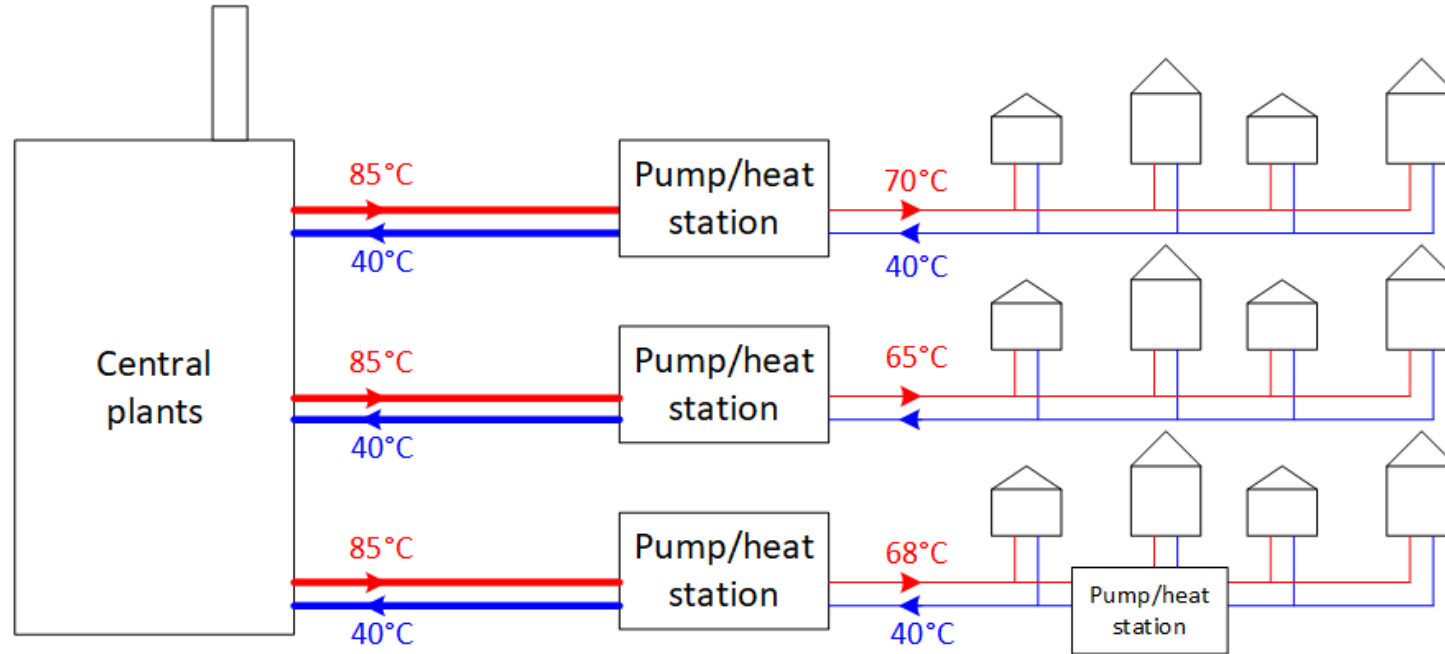 85°C
Pump/heat
station
70°C
40°C
40°C
Central
plants
85°C
Pump/heat
station
65°C
40°C
85°C
Pump/heat
station
68°C
Pump/heat
station
40°C
40°C